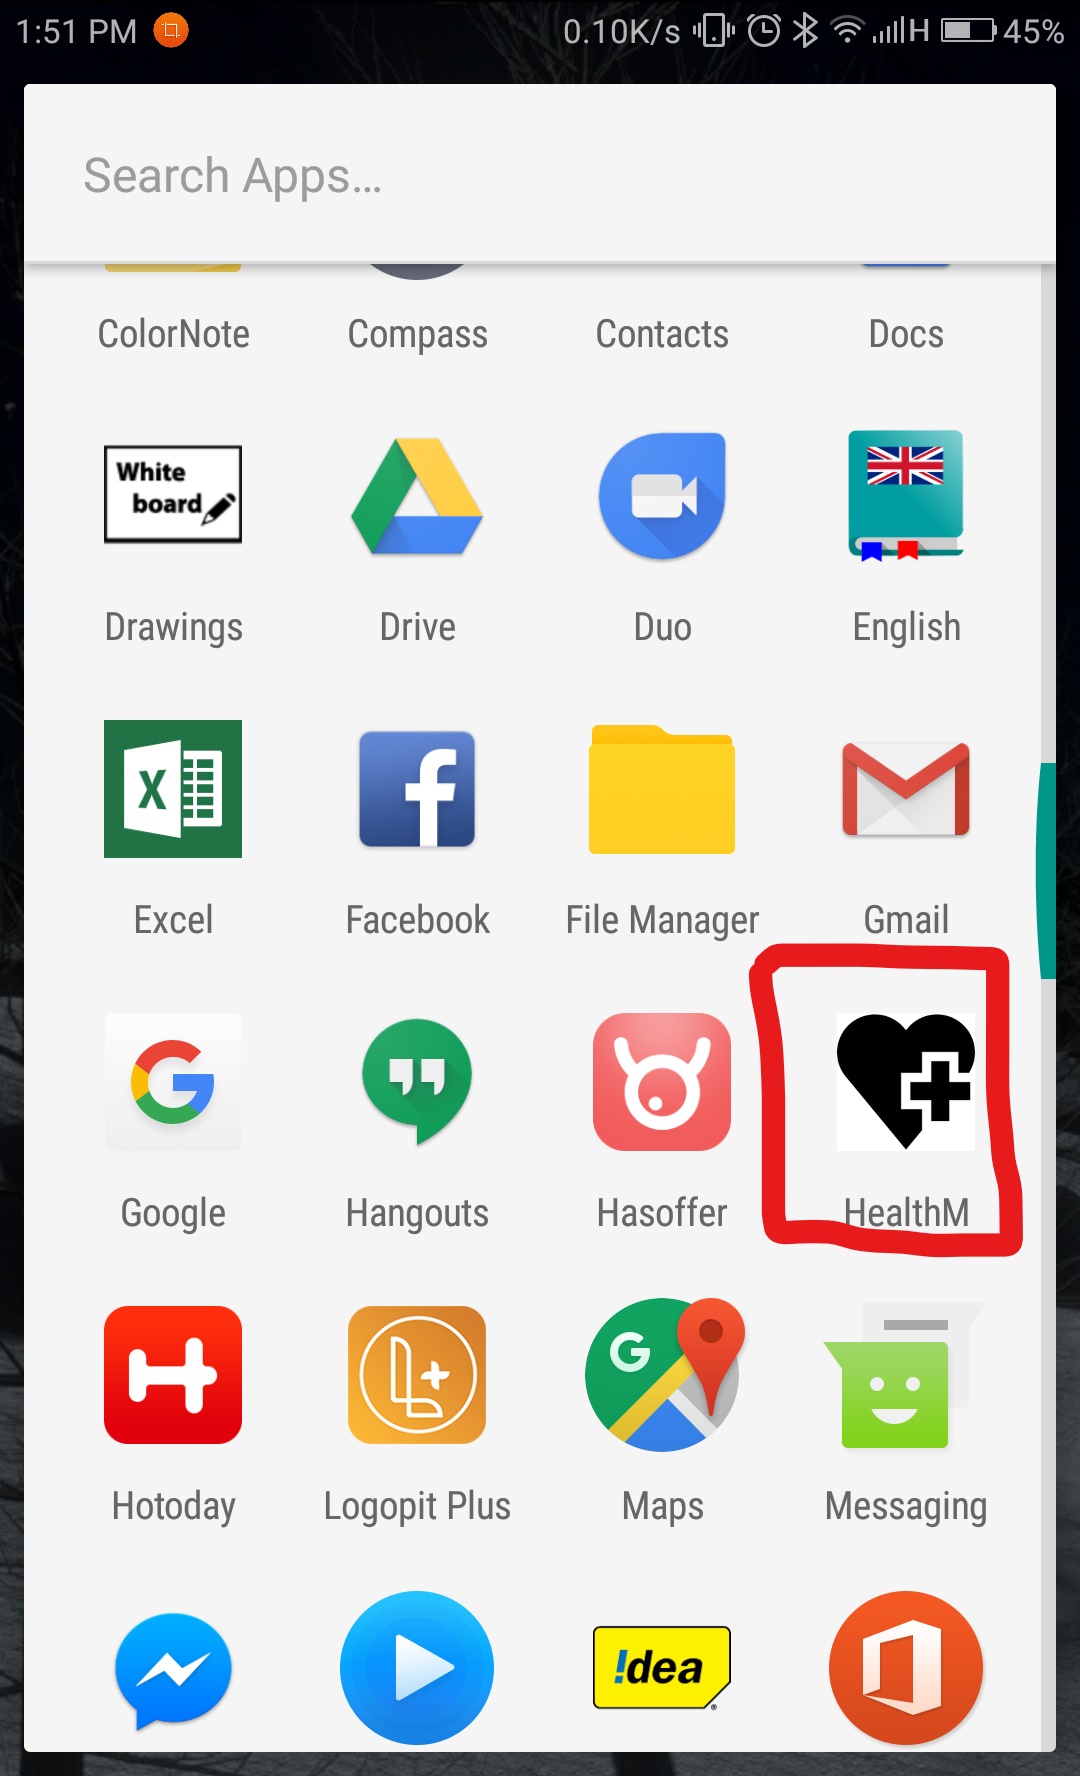 1:51 PM 0.10K/s H 45%
Search Apps...
ColorNote Compass Contacts Docs
White
board
Drawings Drive Duo English
X f
Excel Facebook File Manager Gmail
G
Google Hangouts Hasoffer HealthM
H L+ G
Hotoday Logopit Plus Maps Messaging
!dea